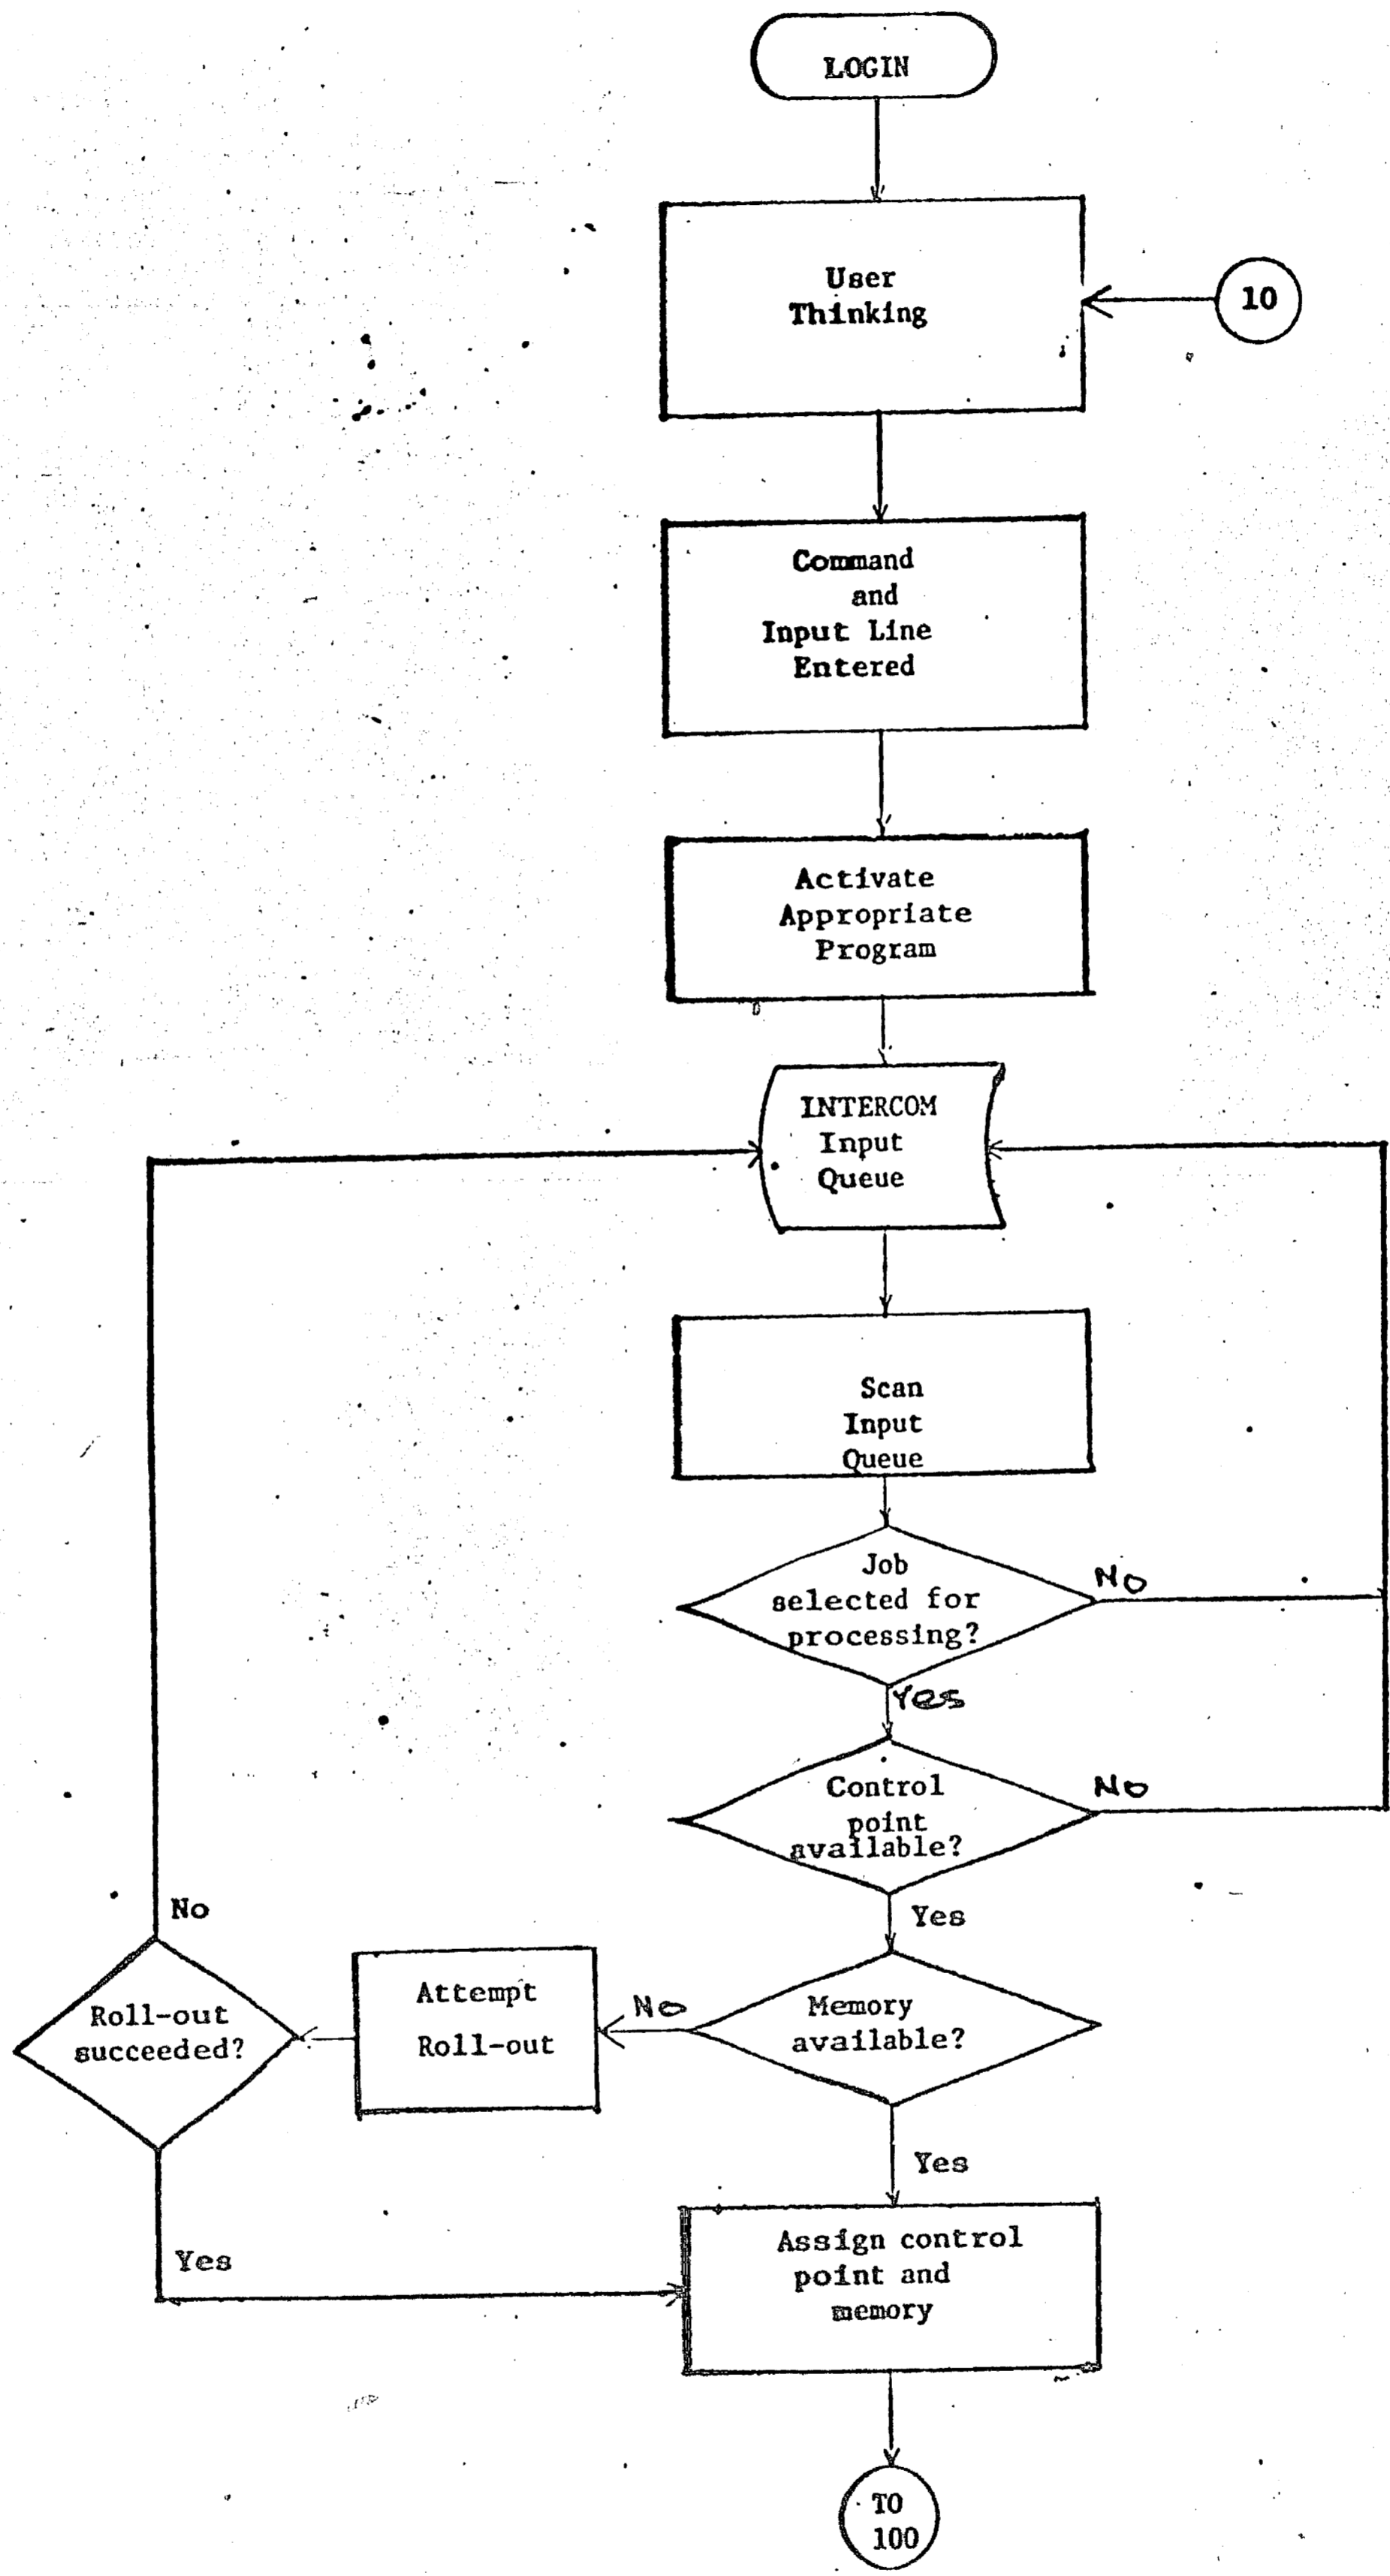 LOGIN
User
Thinking
10
Command
and
Input Line
Entered
Activate
Appropriate
Program
INTERCOM
Input
Queue
Scan
Input
Queue
Job
selected for
processing?
No
Yes
Control
point
available?
No
Yes
Memory
available?
No
Attempt
Roll-out
Roll-out
succeeded?
No
Yes
Yes
Assign control
point and
memory
TO
100